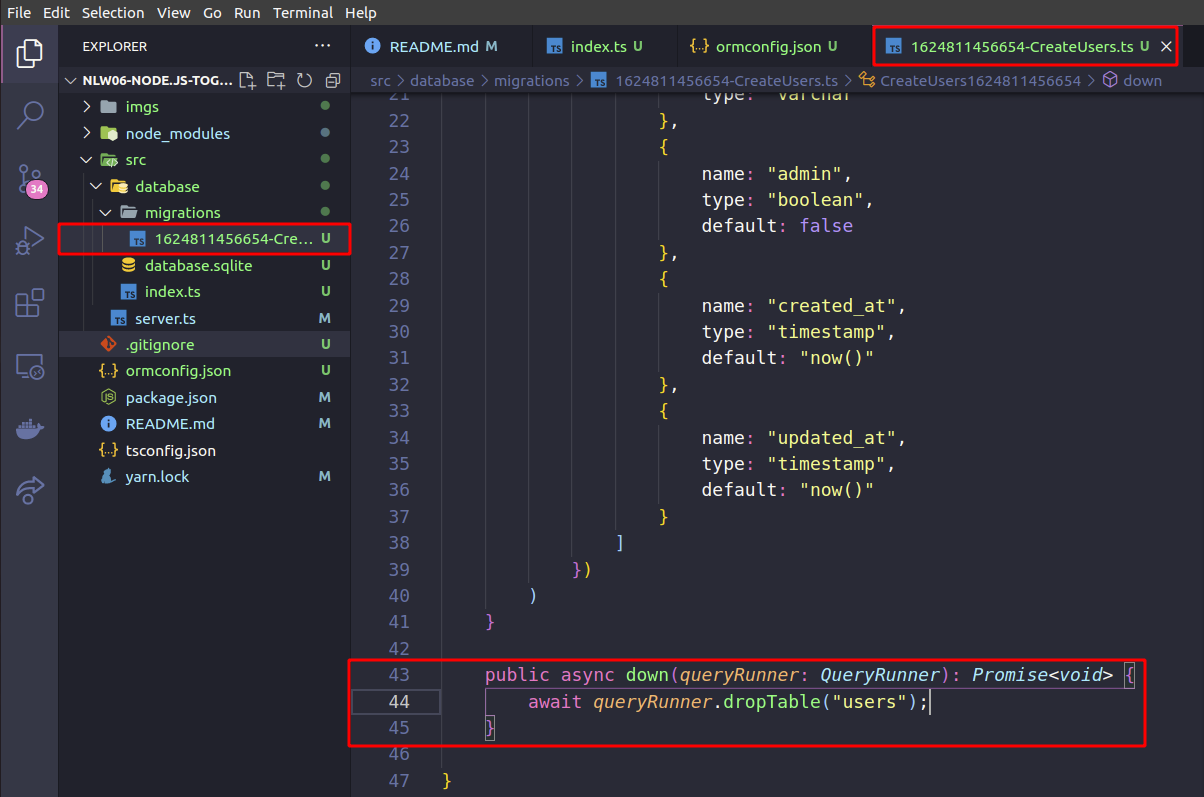 File Edit Selection View Go Run Terminal Help
EXPLORER ...
README.md M
index.ts U
{..} ormconfig.json U
TS 1624811456654-CreateUsers.ts U
NLW06-NODE.JS-TOG...
src > database > migrations > TS 1624811456654-CreateUsers.ts > CreateUsers1624811456654 > down
imgs
node_modules
src
database
migrations
TS 1624811456654-Cre... U
database.sqlite U
TS index.ts U
TS server.ts M
.gitignore U
{..} ormconfig.json U
package.json M
README.md M
{..} tsconfig.json
yarn.lock M
34
21 type: "varchar"
22 },
23 {
24 name: "admin",
25 type: "boolean",
26 default: false
27 },
28 {
29 name: "created_at",
30 type: "timestamp",
31 default: "now()"
32 },
33 {
34 name: "updated_at",
35 type: "timestamp",
36 default: "now()"
37 }
38 ]
39 })
40 )
41 }
42
43 public async down(queryRunner: QueryRunner): Promise<void> {
44 await queryRunner.dropTable("users");
45 }
46
47 }